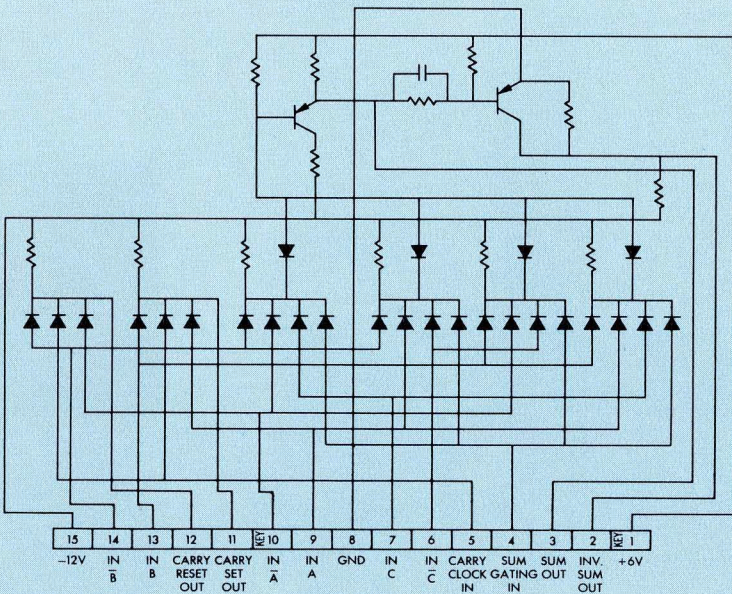 15 14 13 12 11 KEY 10 9 8 7 6 5 4 3 2 KEY 1
−12V IN B̅ IN B CARRY RESET OUT CARRY SET OUT IN A̅ IN A GND IN C IN C̅ CARRY CLOCK IN SUM GATING IN SUM OUT INV. SUM OUT +6V